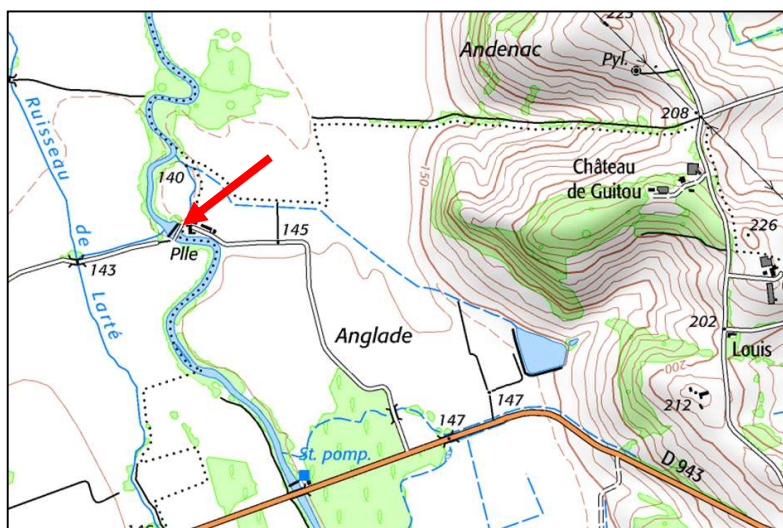 225
Andenac
Pyl.
208
Ruisseau
de
Larté
150
Château
de Guitou
140
226
145
Plle
143
Anglade
202
Louis
200
212
147
147
St. pomp.
D 943